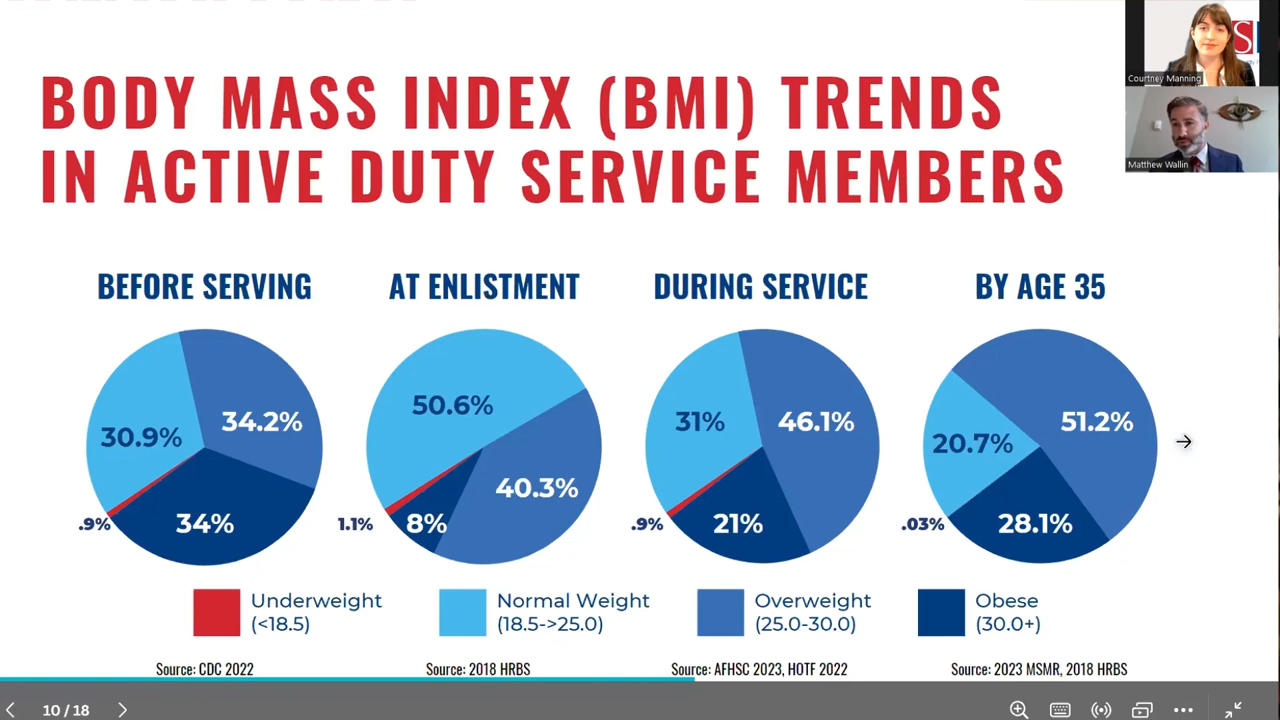 BODY MASS INDEX (BMI) TRENDS
IN ACTIVE DUTY SERVICE MEMBERS
S
Courtney Manning
Matthew Wallin
BEFORE SERVING
30.9%
34.2%
.9%
34%
AT ENLISTMENT
50.6%
40.3%
1.1%
8%
DURING SERVICE
31%
46.1%
.9%
21%
BY AGE 35
20.7%
51.2%
.03%
28.1%
Underweight
(<18.5)
Normal Weight
(18.5->25.0)
Overweight
(25.0-30.0)
Obese
(30.0+)
Source: CDC 2022
Source: 2018 HRBS
Source: AFHSC 2023, HOTF 2022
Source: 2023 MSMR, 2018 HRBS
10 / 18